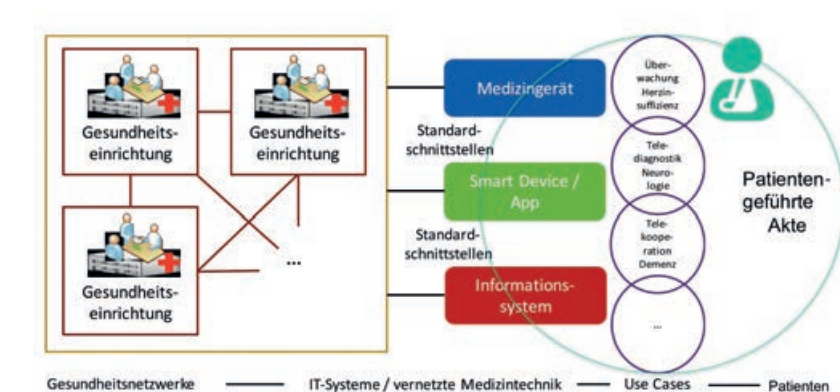 Gesundheits-
einrichtung
Gesundheits-
einrichtung
Gesundheits-
einrichtung
...
Medizingerät
Standard-
schnittstellen
Smart Device /
App
Standard-
schnittstellen
Informations-
system
Über-
wachung
Herzin-
suffizienz
Tele-
diagnostik
Neuro-
logie
Tele-
koope-
ration
Demenz
...
Patienten-
geführte
Akte
Gesundheitsnetzwerke — IT-Systeme / vernetzte Medizintechnik — Use Cases — Patienten